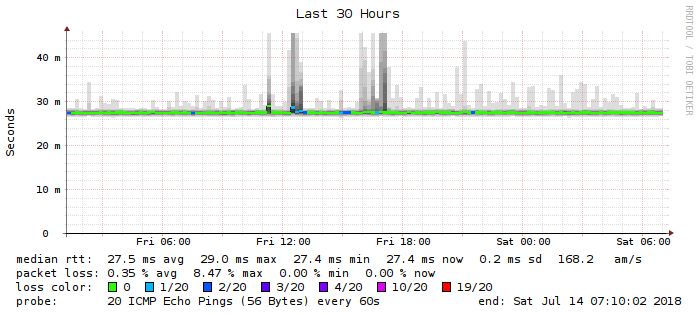 Last 30 Hours
RRDTOOL / TOBI OETIKER
Seconds
40 m
30 m
20 m
10 m
0
Fri 06:00 Fri 12:00 Fri 18:00 Sat 00:00 Sat 06:00
median rtt: 27.5 ms avg 29.0 ms max 27.4 ms min 27.4 ms now 0.2 ms sd 168.2 am/s
packet loss: 0.35 % avg 8.47 % max 0.00 % min 0.00 % now
loss color: 0 1/20 2/20 3/20 4/20 10/20 19/20
probe: 20 ICMP Echo Pings (56 Bytes) every 60s end: Sat Jul 14 07:10:02 2018